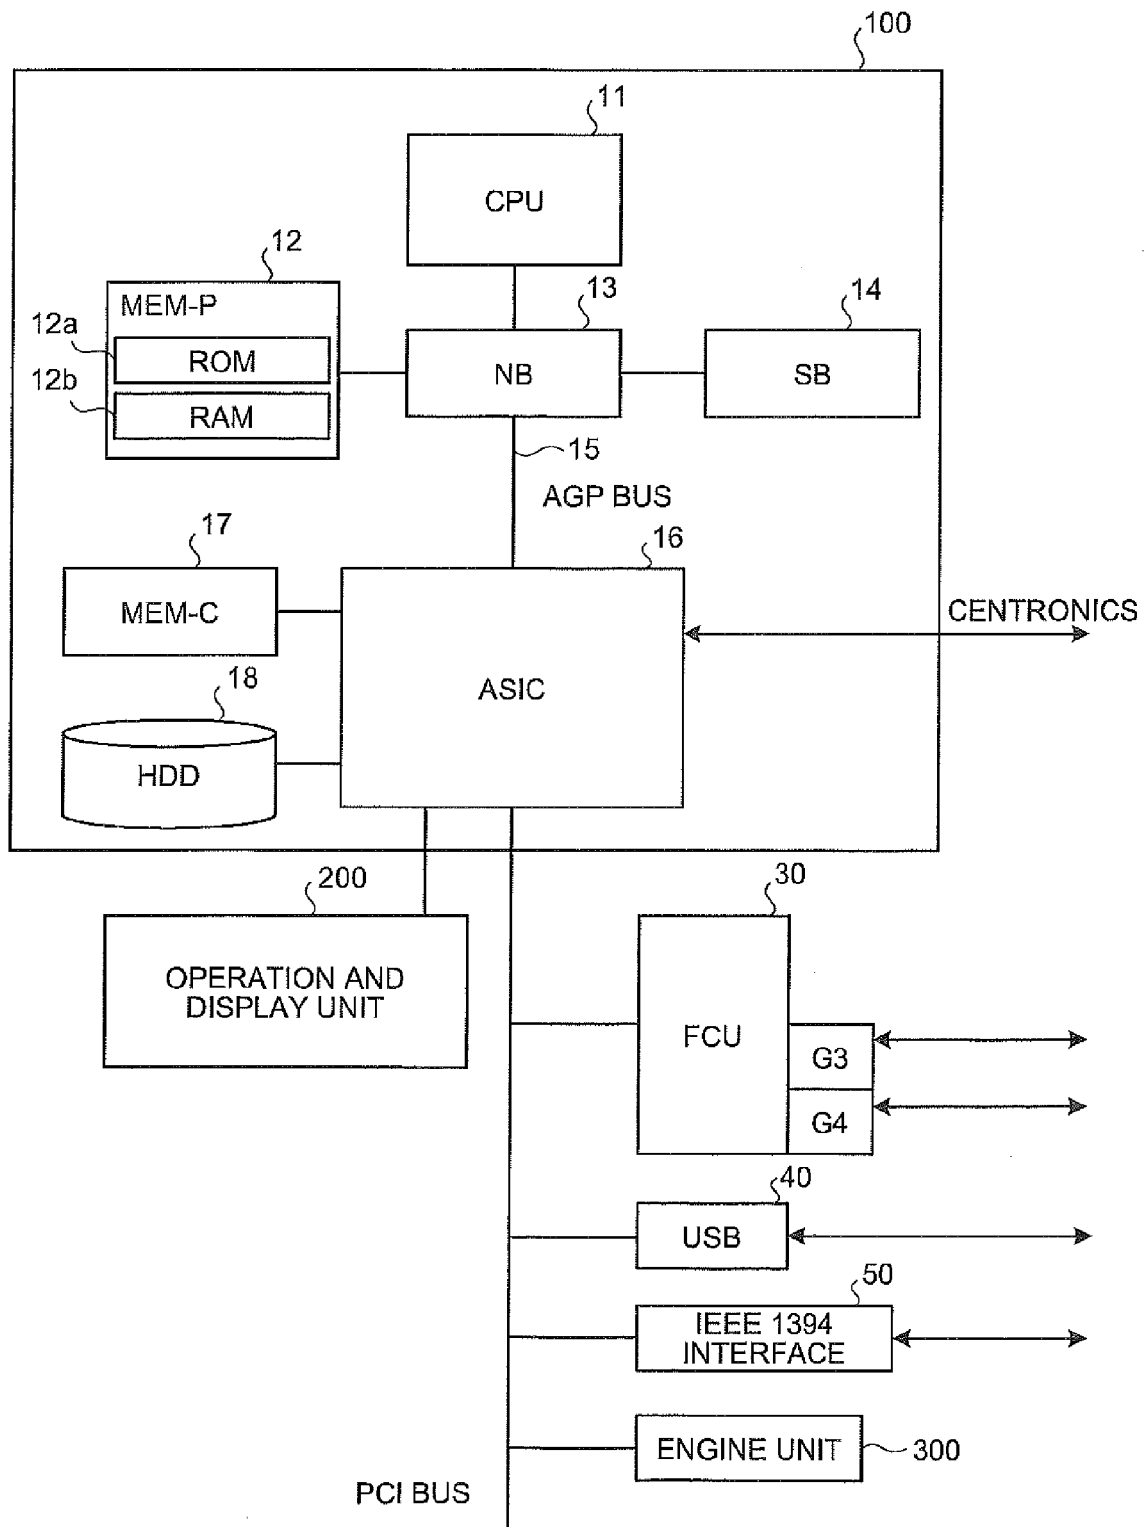 100
11
CPU
12
MEM-P
12a
ROM
12b
RAM
13
NB
14
SB
15
AGP BUS
17
MEM-C
16
ASIC
CENTRONICS
18
HDD
200
OPERATION AND
DISPLAY UNIT
30
FCU
G3
G4
40
USB
50
IEEE 1394
INTERFACE
ENGINE UNIT
300
PCI BUS